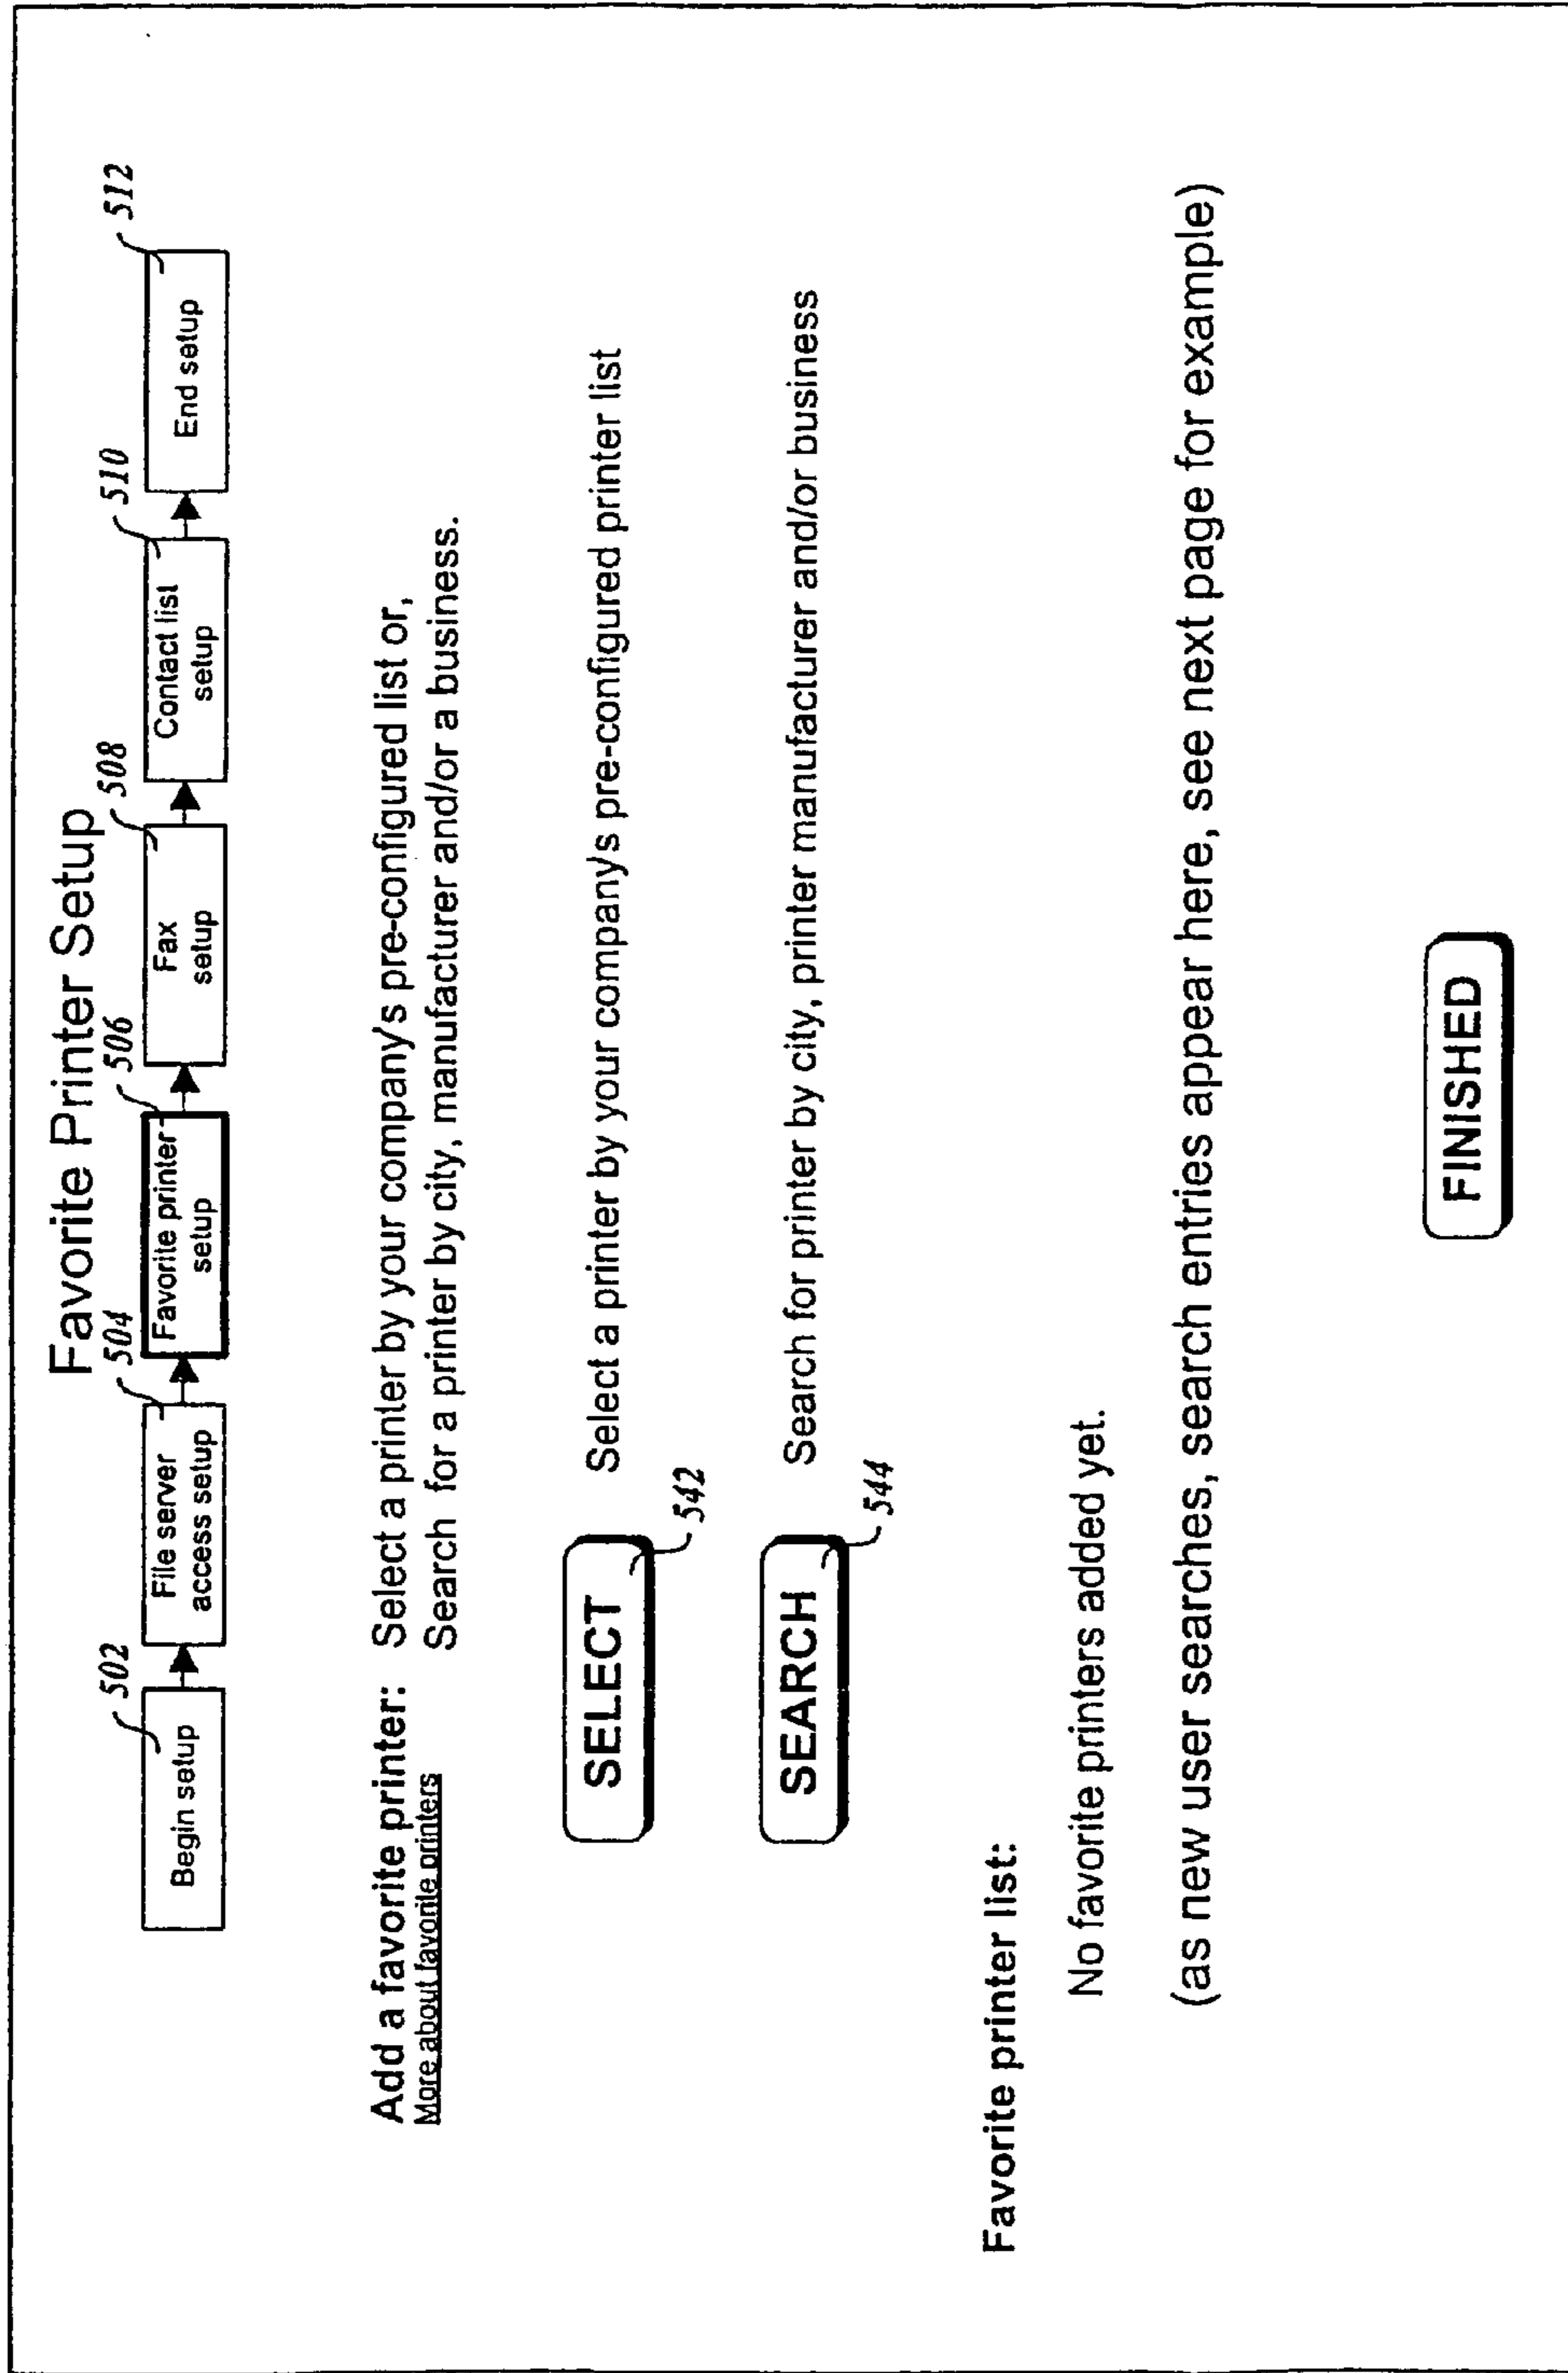 Favorite Printer Setup
502
504
506
508
510
512
Begin setup
File server
access setup
Favorite printer
setup
Fax
setup
Contact list
setup
End setup
Add a favorite printer: Select a printer by your company's pre-configured list or,
More about favorite printers
Search for a printer by city, manufacturer and/or a business.
SELECT
542
Select a printer by your company's pre-configured printer list
SEARCH
544
Search for printer by city, printer manufacturer and/or business
Favorite printer list:
No favorite printers added yet.
(as new user searches, search entries appear here, see next page for example)
FINISHED